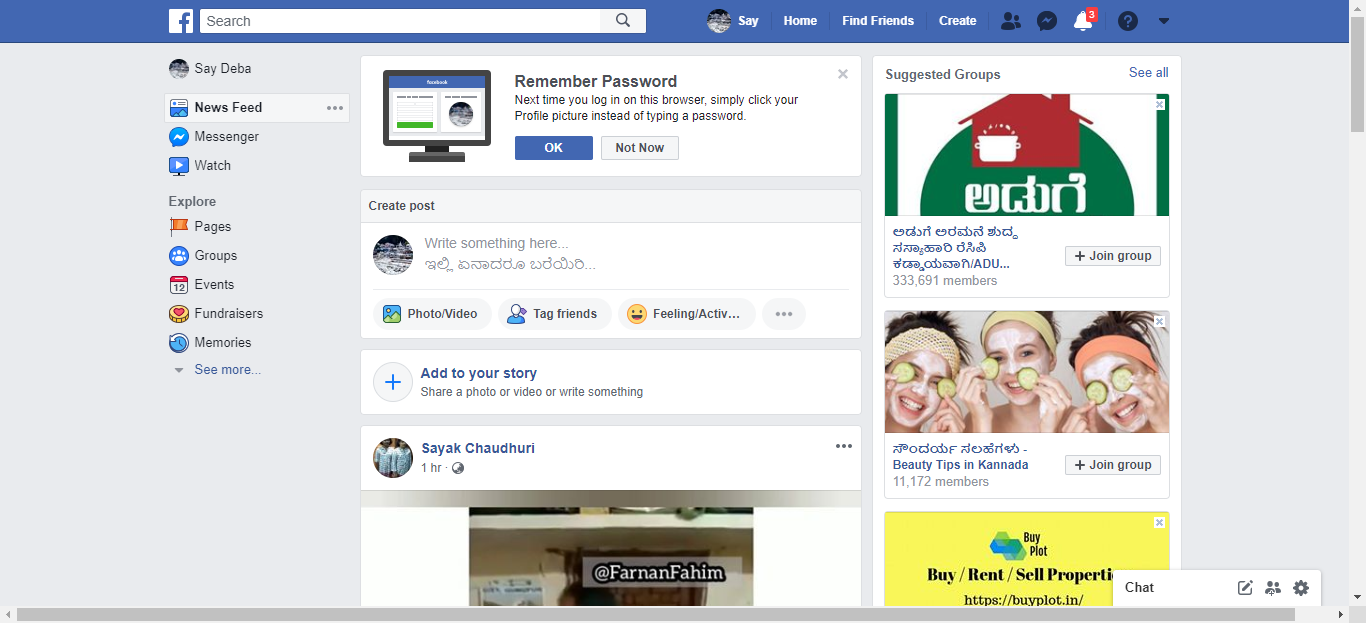 Search
Say
Home
Find Friends
Create
3
Say Deba
News Feed
Messenger
Watch
Explore
Pages
Groups
12
Events
Fundraisers
Memories
See more...
facebook
Remember Password
Next time you log in on this browser, simply click your
Profile picture instead of typing a password.
OK
Not Now
Create post
Write something here...
ಇಲ್ಲಿ ಏನಾದರೂ ಬರೆಯಿರಿ...
Photo/Video
Tag friends
Feeling/Activ...
Add to your story
Share a photo or video or write something
Sayak Chaudhuri
1 hr ·
@FarnanFahim
Suggested Groups
See all
ಅಡುಗೆ
ಅಡುಗೆ ಅರಮನೆ ಶುದ್ಧ
ಸಸ್ಯಾಹಾರಿ ರೆಸಿಪಿ
ಕಡ್ಡಾಯವಾಗಿ/ADU...
333,691 members
+ Join group
ಸೌಂದರ್ಯ ಸಲಹೆಗಳು -
Beauty Tips in Kannada
11,172 members
+ Join group
Buy
Plot
Buy / Rent / Sell Properti
https://buyplot.in/
Chat